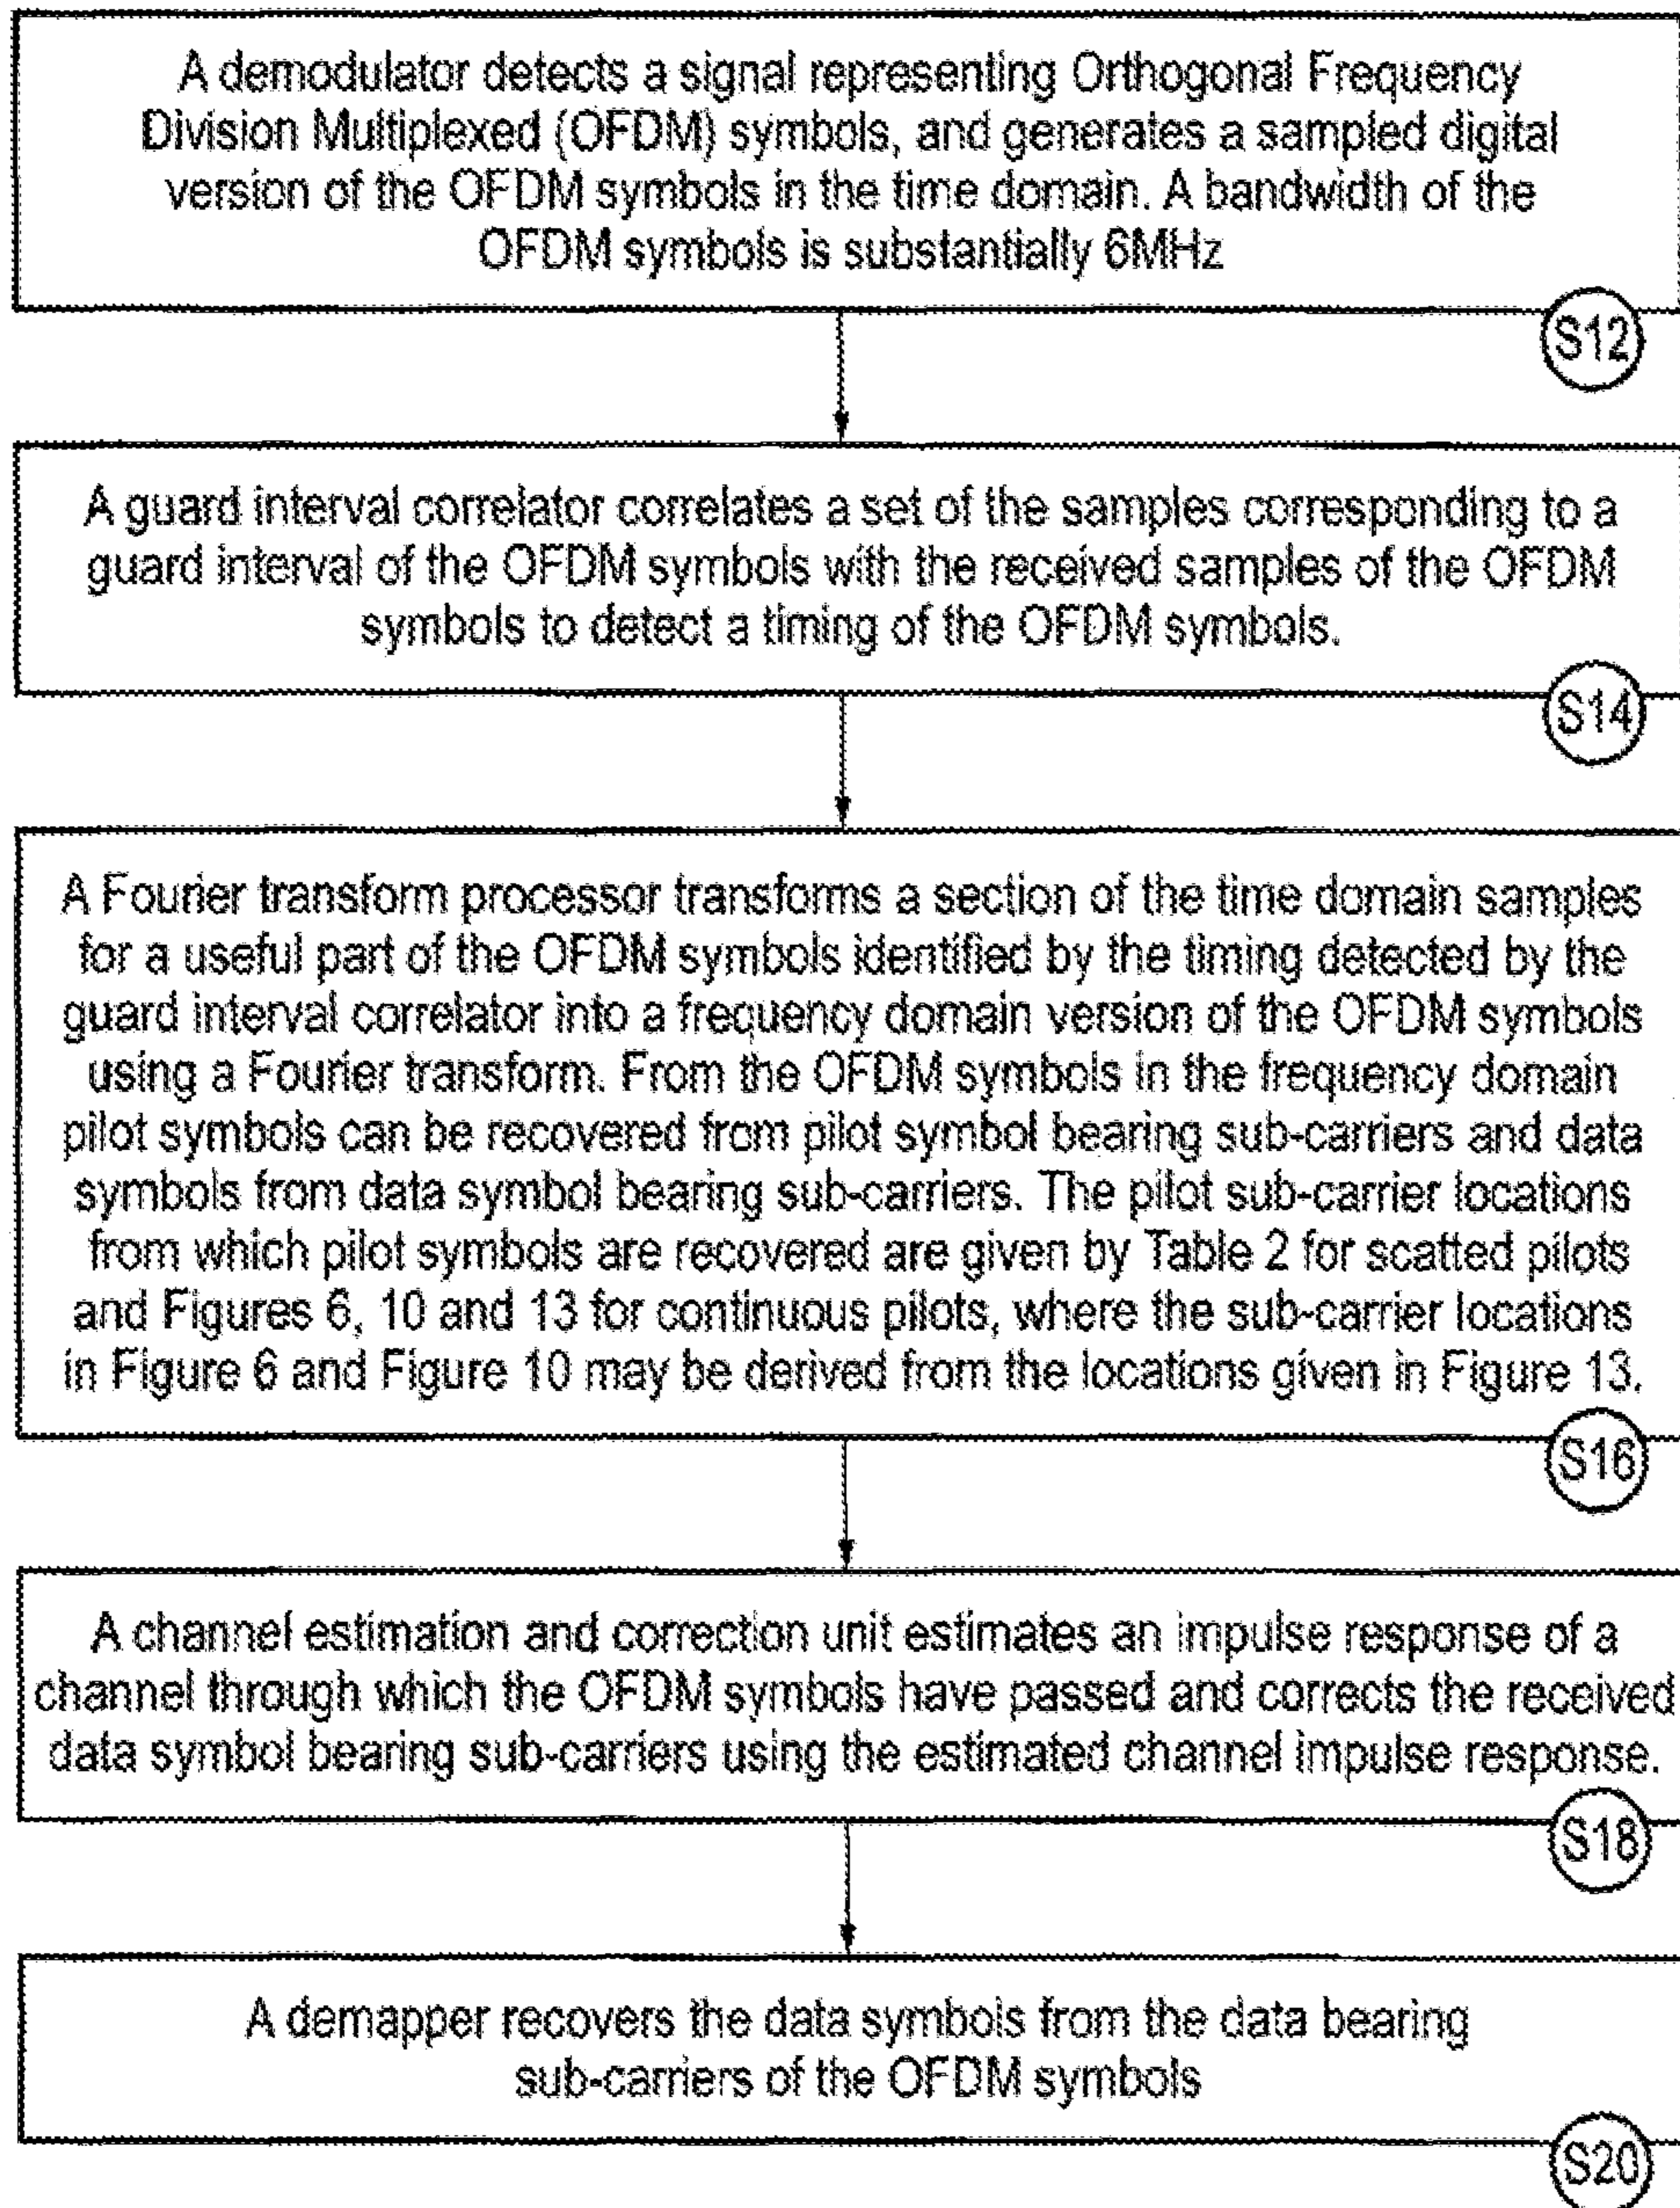 A demodulator detects a signal representing Orthogonal Frequency
Division Multiplexed (OFDM) symbols, and generates a sampled digital
version of the OFDM symbols in the time domain. A bandwidth of the
OFDM symbols is substantially 6MHz
S12
A guard interval correlator correlates a set of the samples corresponding to a
guard interval of the OFDM symbols with the received samples of the OFDM
symbols to detect a timing of the OFDM symbols.
S14
A Fourier transform processor transforms a section of the time domain samples
for a useful part of the OFDM symbols identified by the timing detected by the
guard interval correlator into a frequency domain version of the OFDM symbols
using a Fourier transform. From the OFDM symbols in the frequency domain
pilot symbols can be recovered from pilot symbol bearing sub-carriers and data
symbols from data symbol bearing sub-carriers. The pilot sub-carrier locations
from which pilot symbols are recovered are given by Table 2 for scatted pilots
and Figures 6, 10 and 13 for continuous pilots, where the sub-carrier locations
in Figure 6 and Figure 10 may be derived from the locations given in Figure 13.
S16
A channel estimation and correction unit estimates an impulse response of a
channel through which the OFDM symbols have passed and corrects the received
data symbol bearing sub-carriers using the estimated channel impulse response.
S18
A demapper recovers the data symbols from the data bearing
sub-carriers of the OFDM symbols
S20